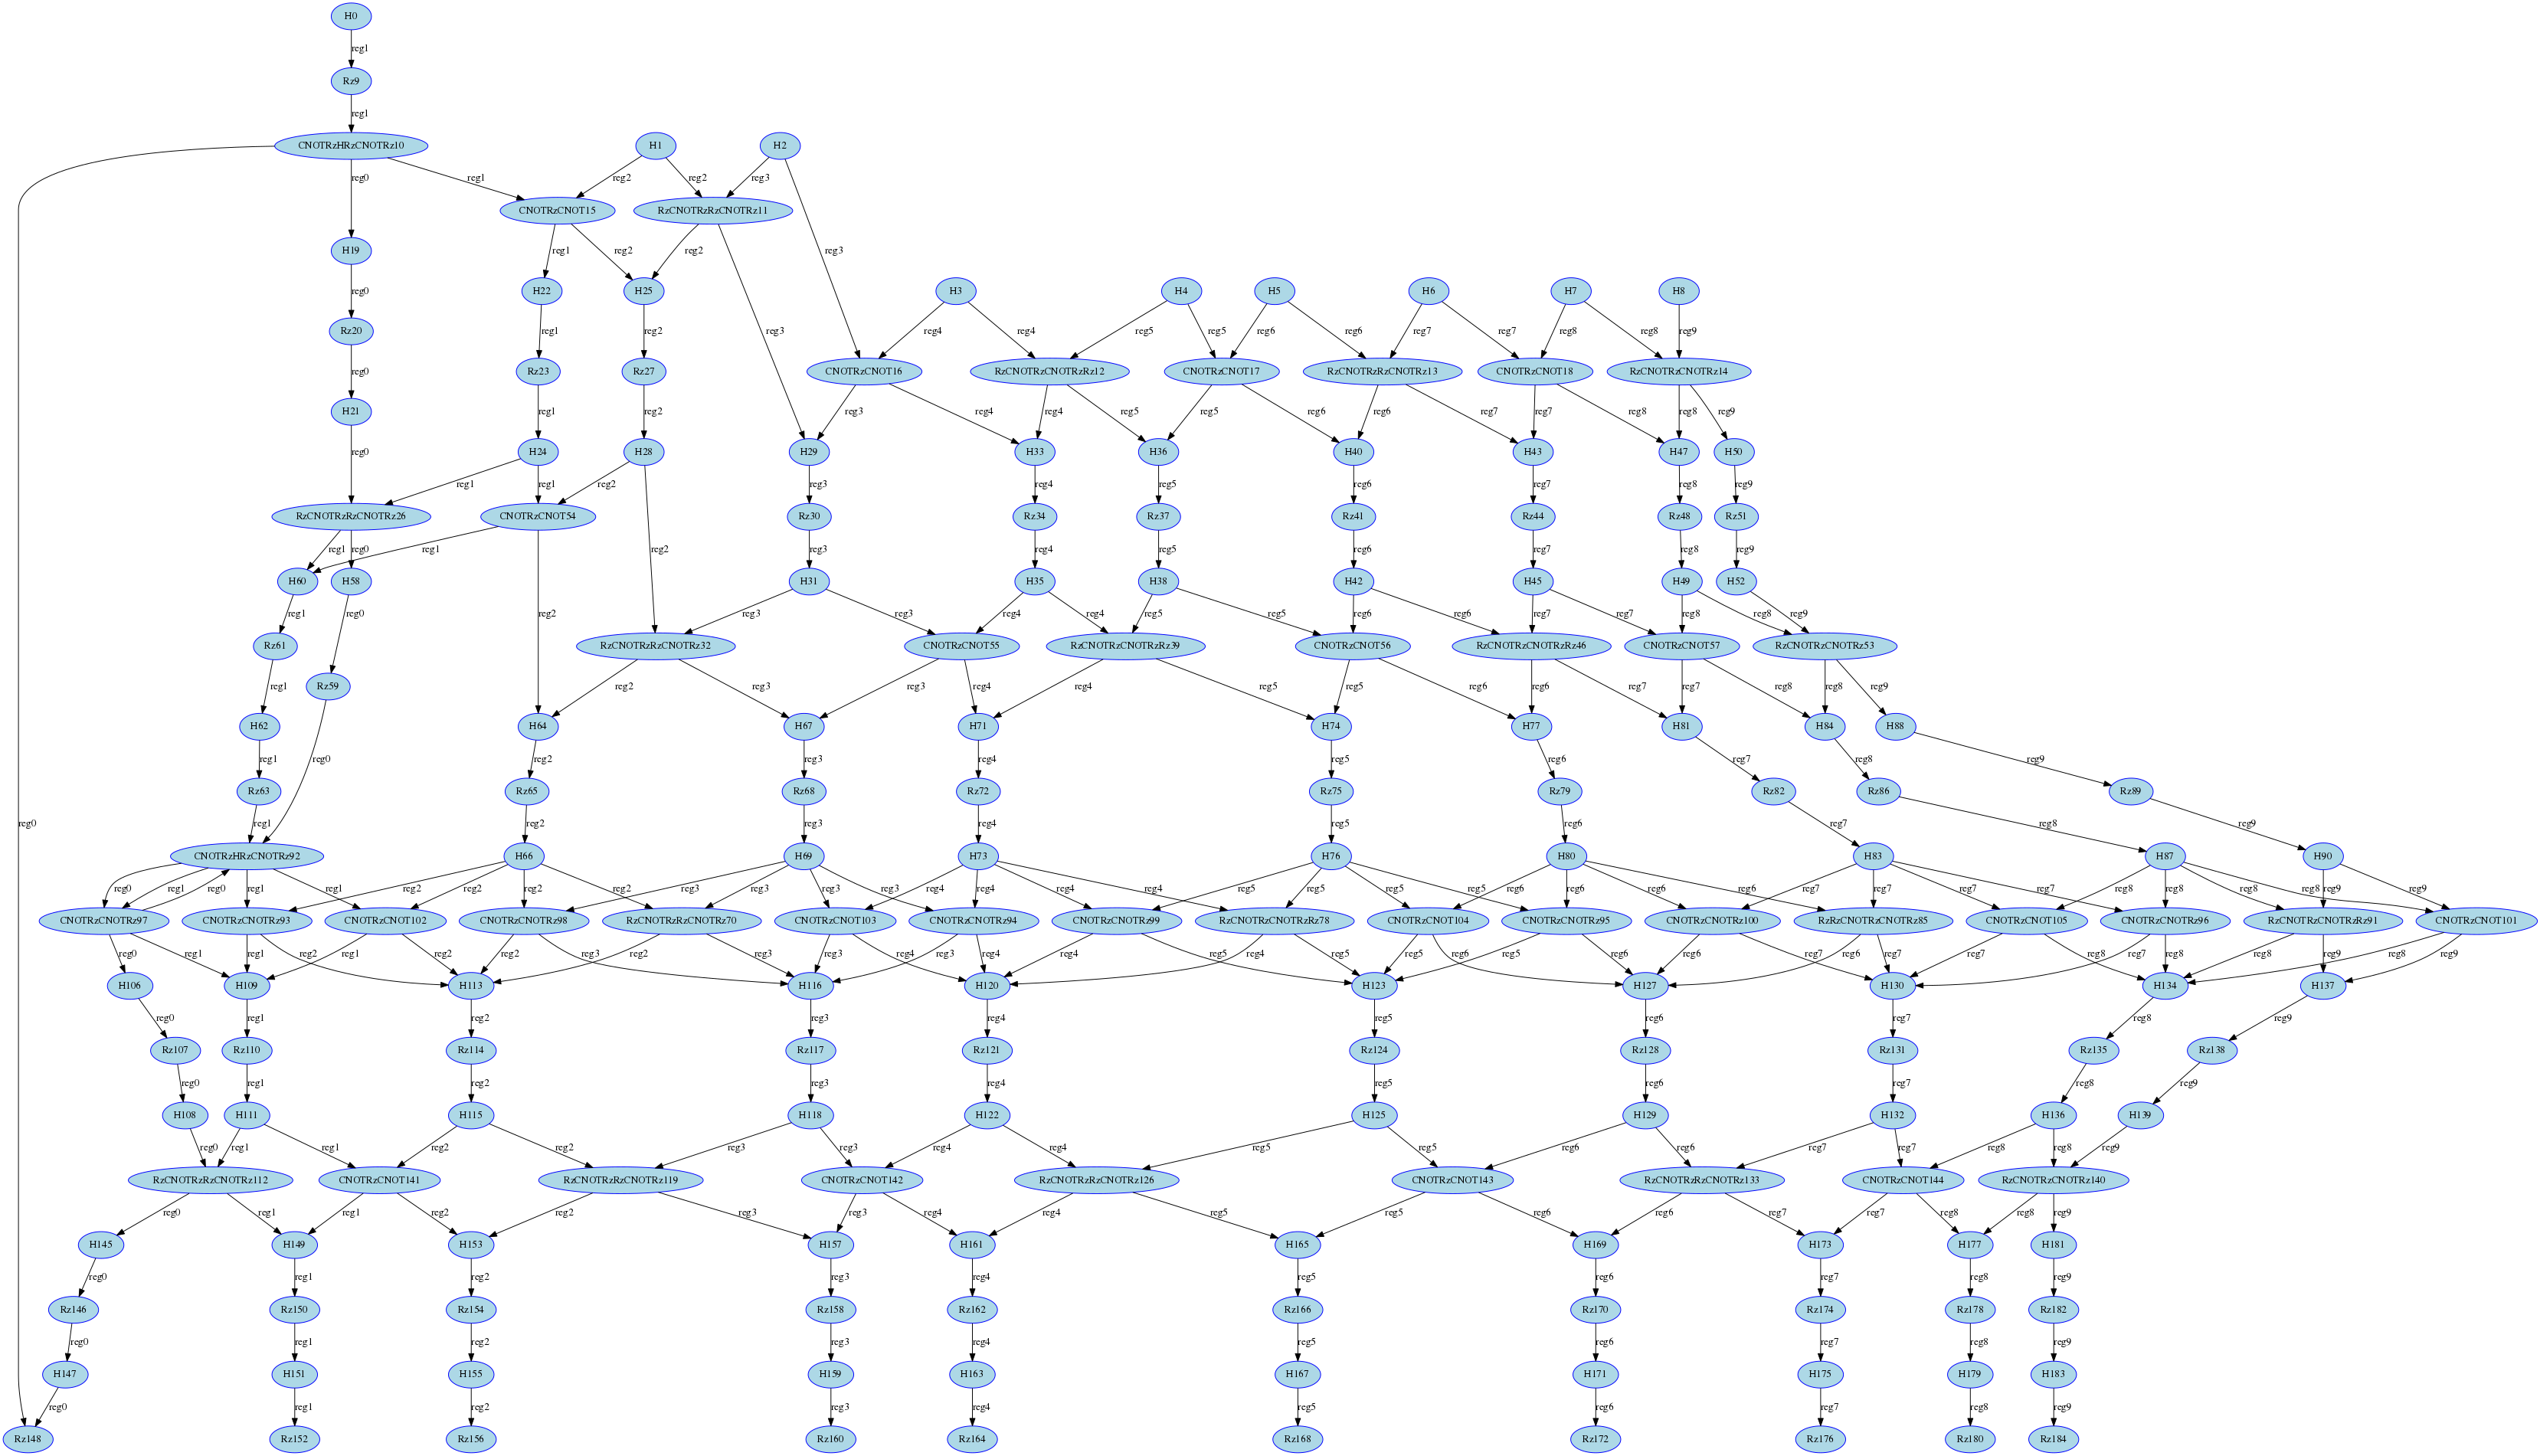 H0
reg1
Rz9
reg1
CNOTRzHRzCNOTRz10 H1 H2
reg0 reg1 reg2 reg2 reg3
CNOTRzCNOT15 RzCNOTRzRzCNOTRz11
H19 reg1 reg2 reg2 reg3
reg0 H22 H25 H3 H4 H5 H6 H7 H8
Rz20 reg1 reg2 reg3 reg4 reg4 reg5 reg5 reg6 reg6 reg7 reg7 reg8 reg8 reg9
reg0 Rz23 Rz27 CNOTRzCNOT16 RzCNOTRzCNOTRzRz12 CNOTRzCNOT17 RzCNOTRzRzCNOTRz13 CNOTRzCNOT18 RzCNOTRzCNOTRz14
H21 reg1 reg2 reg3 reg4 reg4 reg5 reg5 reg6 reg6 reg7 reg7 reg8 reg8 reg9
reg0 H24 H28 H29 H33 H36 H40 H43 H47 H50
reg1 reg1 reg2 reg3 reg4 reg5 reg6 reg7 reg8 reg9
RzCNOTRzRzCNOTRz26 CNOTRzCNOT54 Rz30 Rz34 Rz37 Rz41 Rz44 Rz48 Rz51
reg1 reg0 reg1 reg2 reg3 reg4 reg5 reg6 reg7 reg8 reg9
H60 H58 H31 H35 H38 H42 H45 H49 H52
reg1 reg0 reg2 reg3 reg3 reg4 reg4 reg5 reg5 reg6 reg6 reg7 reg7 reg8 reg8 reg9
Rz61 RzCNOTRzRzCNOTRz32 CNOTRzCNOT55 RzCNOTRzCNOTRzRz39 CNOTRzCNOT56 RzCNOTRzCNOTRzRz46 CNOTRzCNOT57 RzCNOTRzCNOTRz53
reg1 Rz59 reg2 reg3 reg3 reg4 reg4 reg5 reg5 reg6 reg6 reg7 reg7 reg8 reg8 reg9
H62 H64 H67 H71 H74 H77 H81 H84 H88
reg1 reg0 reg2 reg3 reg4 reg5 reg6 reg7 reg8 reg9
Rz63 Rz65 Rz68 Rz72 Rz75 Rz79 Rz82 Rz86 Rz89
reg0 reg1 reg2 reg3 reg4 reg5 reg6 reg7 reg8 reg9
CNOTRzHRzCNOTRz92 H66 H69 H73 H76 H80 H83 H87 H90
reg0 reg1 reg0 reg1 reg1 reg2 reg2 reg2 reg2 reg3 reg3 reg3 reg3 reg4 reg4 reg4 reg4 reg5 reg5 reg5 reg5 reg6 reg6 reg6 reg6 reg7 reg7 reg7 reg7 reg8 reg8 reg8 reg9 reg8 reg9
CNOTRzCNOTRz97 CNOTRzCNOTRz93 CNOTRzCNOT102 CNOTRzCNOTRz98 RzCNOTRzRzCNOTRz70 CNOTRzCNOT103 CNOTRzCNOTRz94 CNOTRzCNOTRz99 RzCNOTRzCNOTRzRz78 CNOTRzCNOT104 CNOTRzCNOTRz95 CNOTRzCNOTRz100 RzRzCNOTRzCNOTRz85 CNOTRzCNOT105 CNOTRzCNOTRz96 RzCNOTRzCNOTRzRz91 CNOTRzCNOT101
reg0 reg1 reg1 reg2 reg1 reg2 reg2 reg3 reg2 reg3 reg3 reg4 reg3 reg4 reg4 reg5 reg4 reg5 reg5 reg6 reg5 reg6 reg6 reg7 reg6 reg7 reg7 reg8 reg7 reg8 reg8 reg9 reg8 reg9
H106 H109 H113 H116 H120 H123 H127 H130 H134 H137
reg0 reg1 reg2 reg3 reg4 reg5 reg6 reg7 reg8 reg9
Rz107 Rz110 Rz114 Rz117 Rz121 Rz124 Rz128 Rz131 Rz135 Rz138
reg0 reg1 reg2 reg3 reg4 reg5 reg6 reg7 reg8 reg9
H108 H111 H115 H118 H122 H125 H129 H132 H136 H139
reg0 reg1 reg1 reg2 reg2 reg3 reg3 reg4 reg4 reg5 reg5 reg6 reg6 reg7 reg7 reg8 reg8 reg9
RzCNOTRzRzCNOTRz112 CNOTRzCNOT141 RzCNOTRzRzCNOTRz119 CNOTRzCNOT142 RzCNOTRzRzCNOTRz126 CNOTRzCNOT143 RzCNOTRzRzCNOTRz133 CNOTRzCNOT144 RzCNOTRzCNOTRz140
reg0 reg1 reg1 reg2 reg2 reg3 reg3 reg4 reg4 reg5 reg5 reg6 reg6 reg7 reg7 reg8 reg8 reg9
H145 H149 H153 H157 H161 H165 H169 H173 H177 H181
reg0 reg1 reg2 reg3 reg4 reg5 reg6 reg7 reg8 reg9
Rz146 Rz150 Rz154 Rz158 Rz162 Rz166 Rz170 Rz174 Rz178 Rz182
reg0 reg1 reg2 reg3 reg4 reg5 reg6 reg7 reg8 reg9
H147 H151 H155 H159 H163 H167 H171 H175 H179 H183
reg0 reg1 reg2 reg3 reg4 reg5 reg6 reg7 reg8 reg9
Rz148 Rz152 Rz156 Rz160 Rz164 Rz168 Rz172 Rz176 Rz180 Rz184